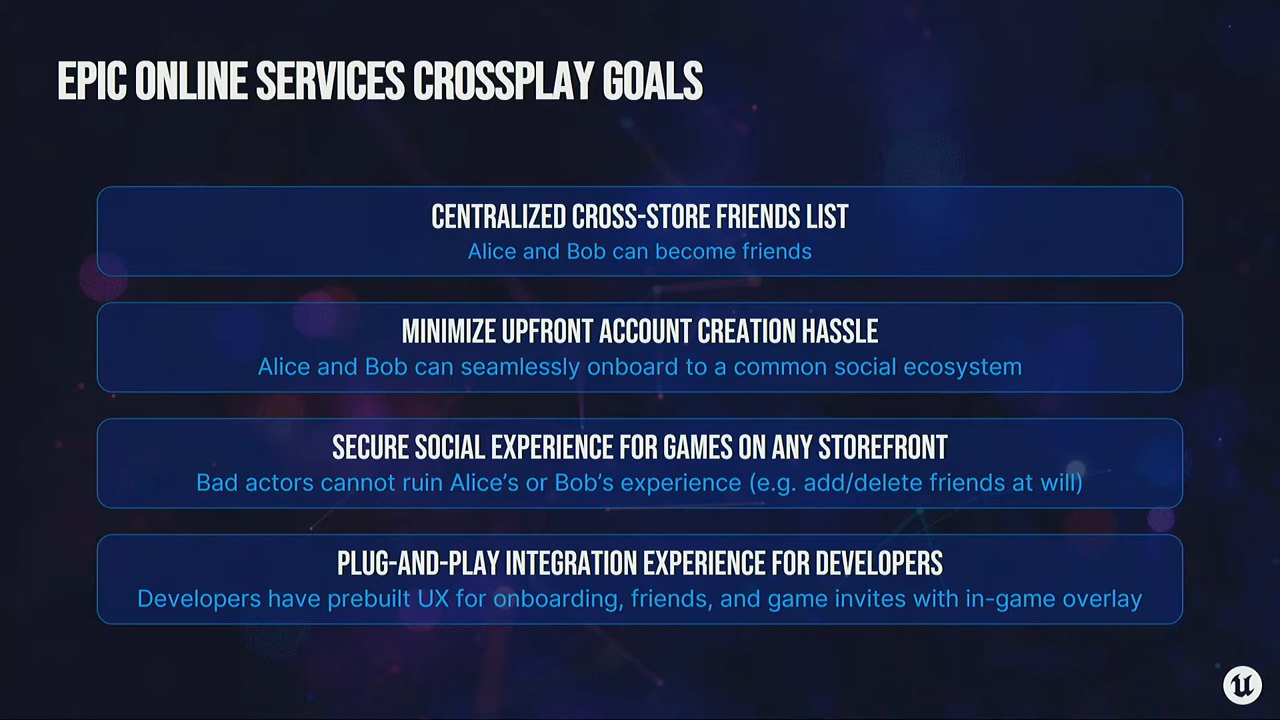 EPIC ONLINE SERVICES CROSSPLAY GOALS
CENTRALIZED CROSS-STORE FRIENDS LIST
Alice and Bob can become friends
MINIMIZE UPFRONT ACCOUNT CREATION HASSLE
Alice and Bob can seamlessly onboard to a common social ecosystem
SECURE SOCIAL EXPERIENCE FOR GAMES ON ANY STOREFRONT
Bad actors cannot ruin Alice’s or Bob’s experience (e.g. add/delete friends at will)
PLUG-AND-PLAY INTEGRATION EXPERIENCE FOR DEVELOPERS
Developers have prebuilt UX for onboarding, friends, and game invites with in-game overlay